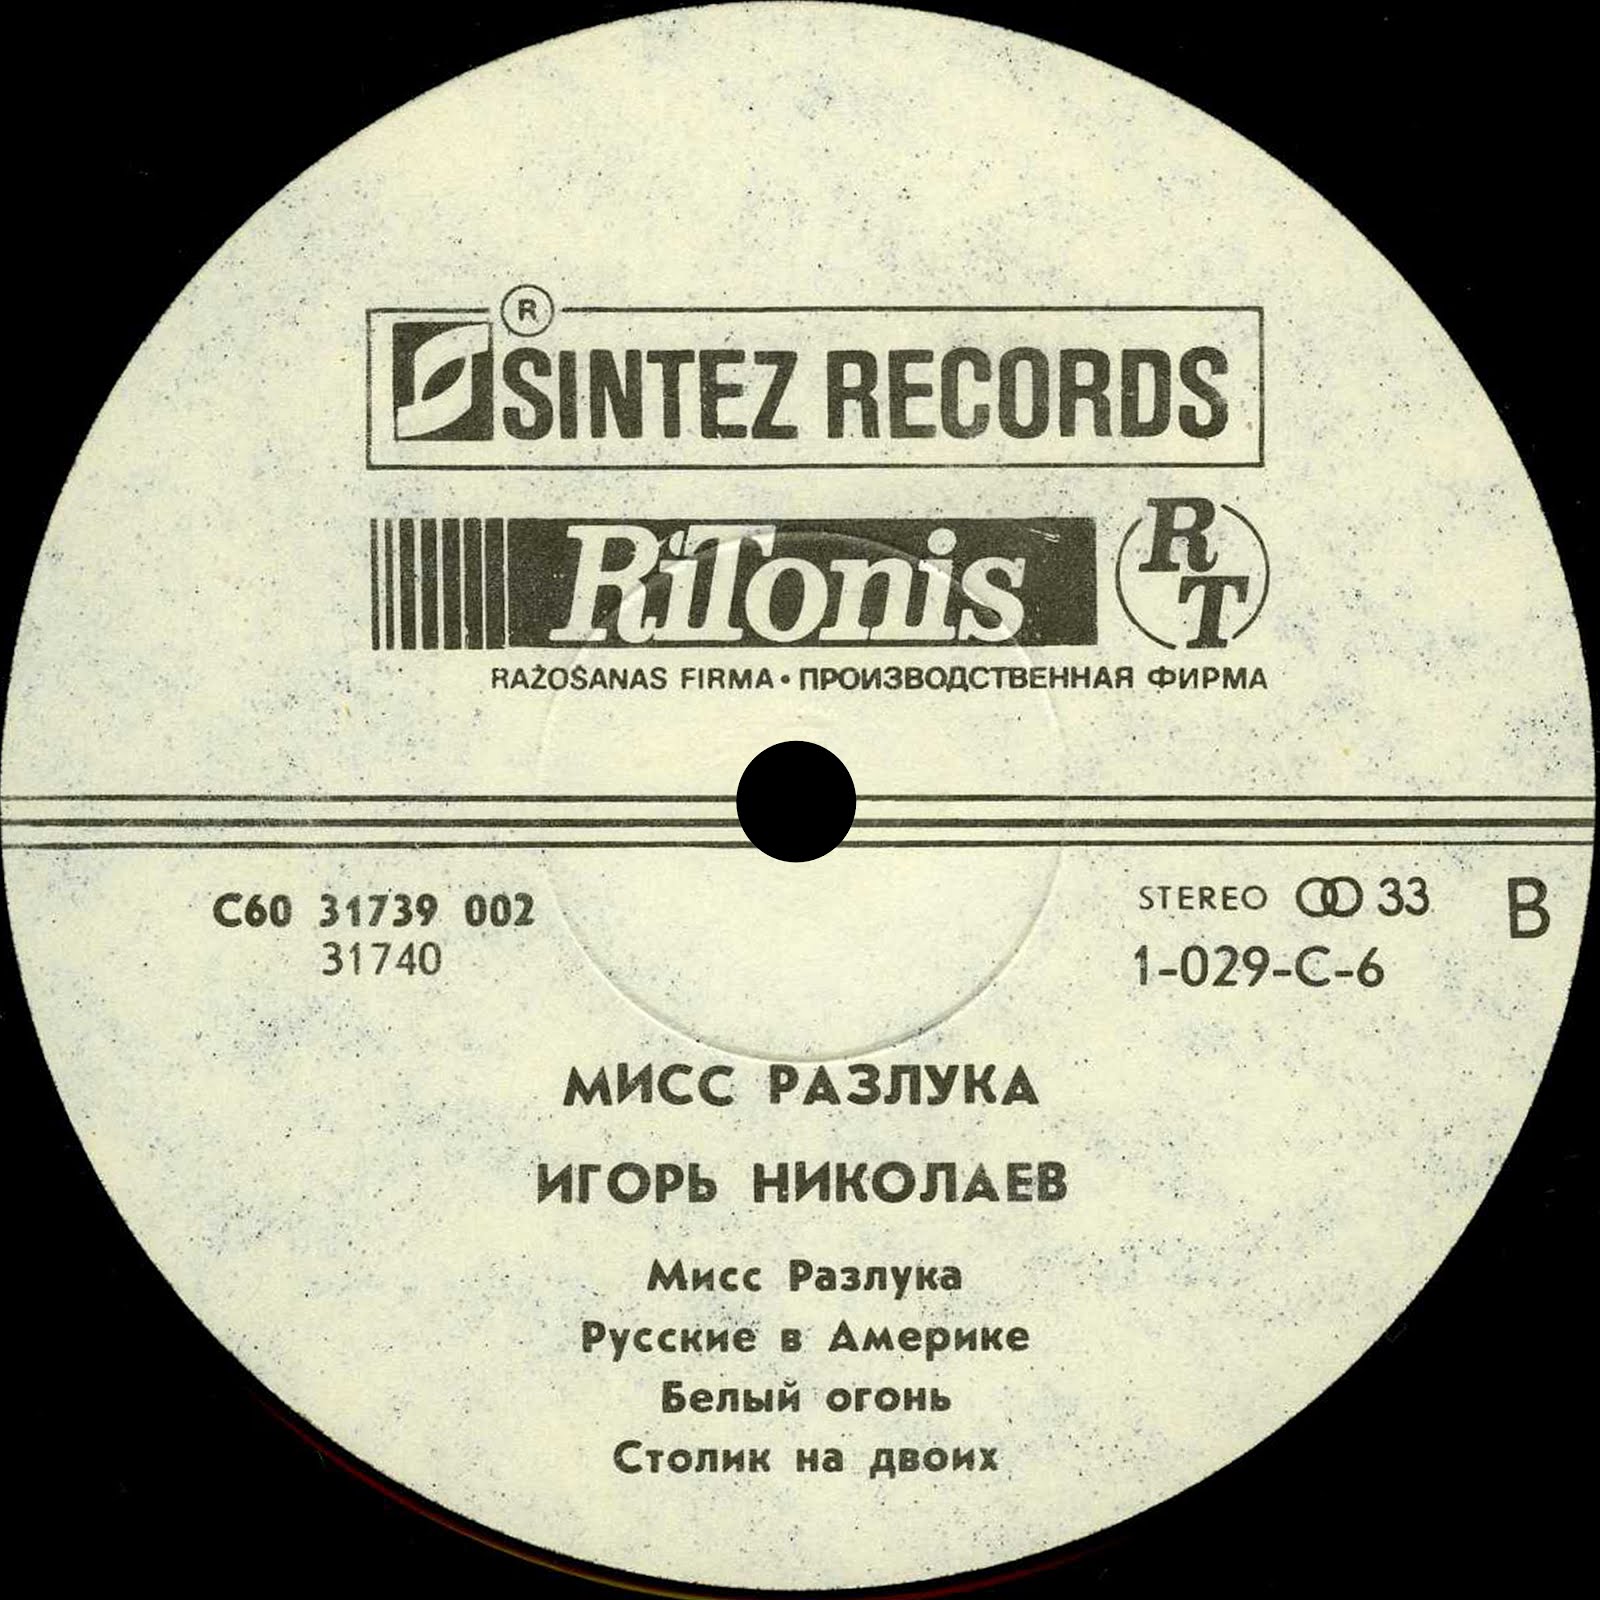 ®
SINTEZ RECORDS
RiTonis
RT
RAŽOŠANAS FIRMA • ПРОИЗВОДСТВЕННАЯ ФИРМА
C60 31739 002
31740
STEREO 33
1-029-C-6
B
МИСС РАЗЛУКА
ИГОРЬ НИКОЛАЕВ
Мисс Разлука
Русские в Америке
Белый огонь
Столик на двоих